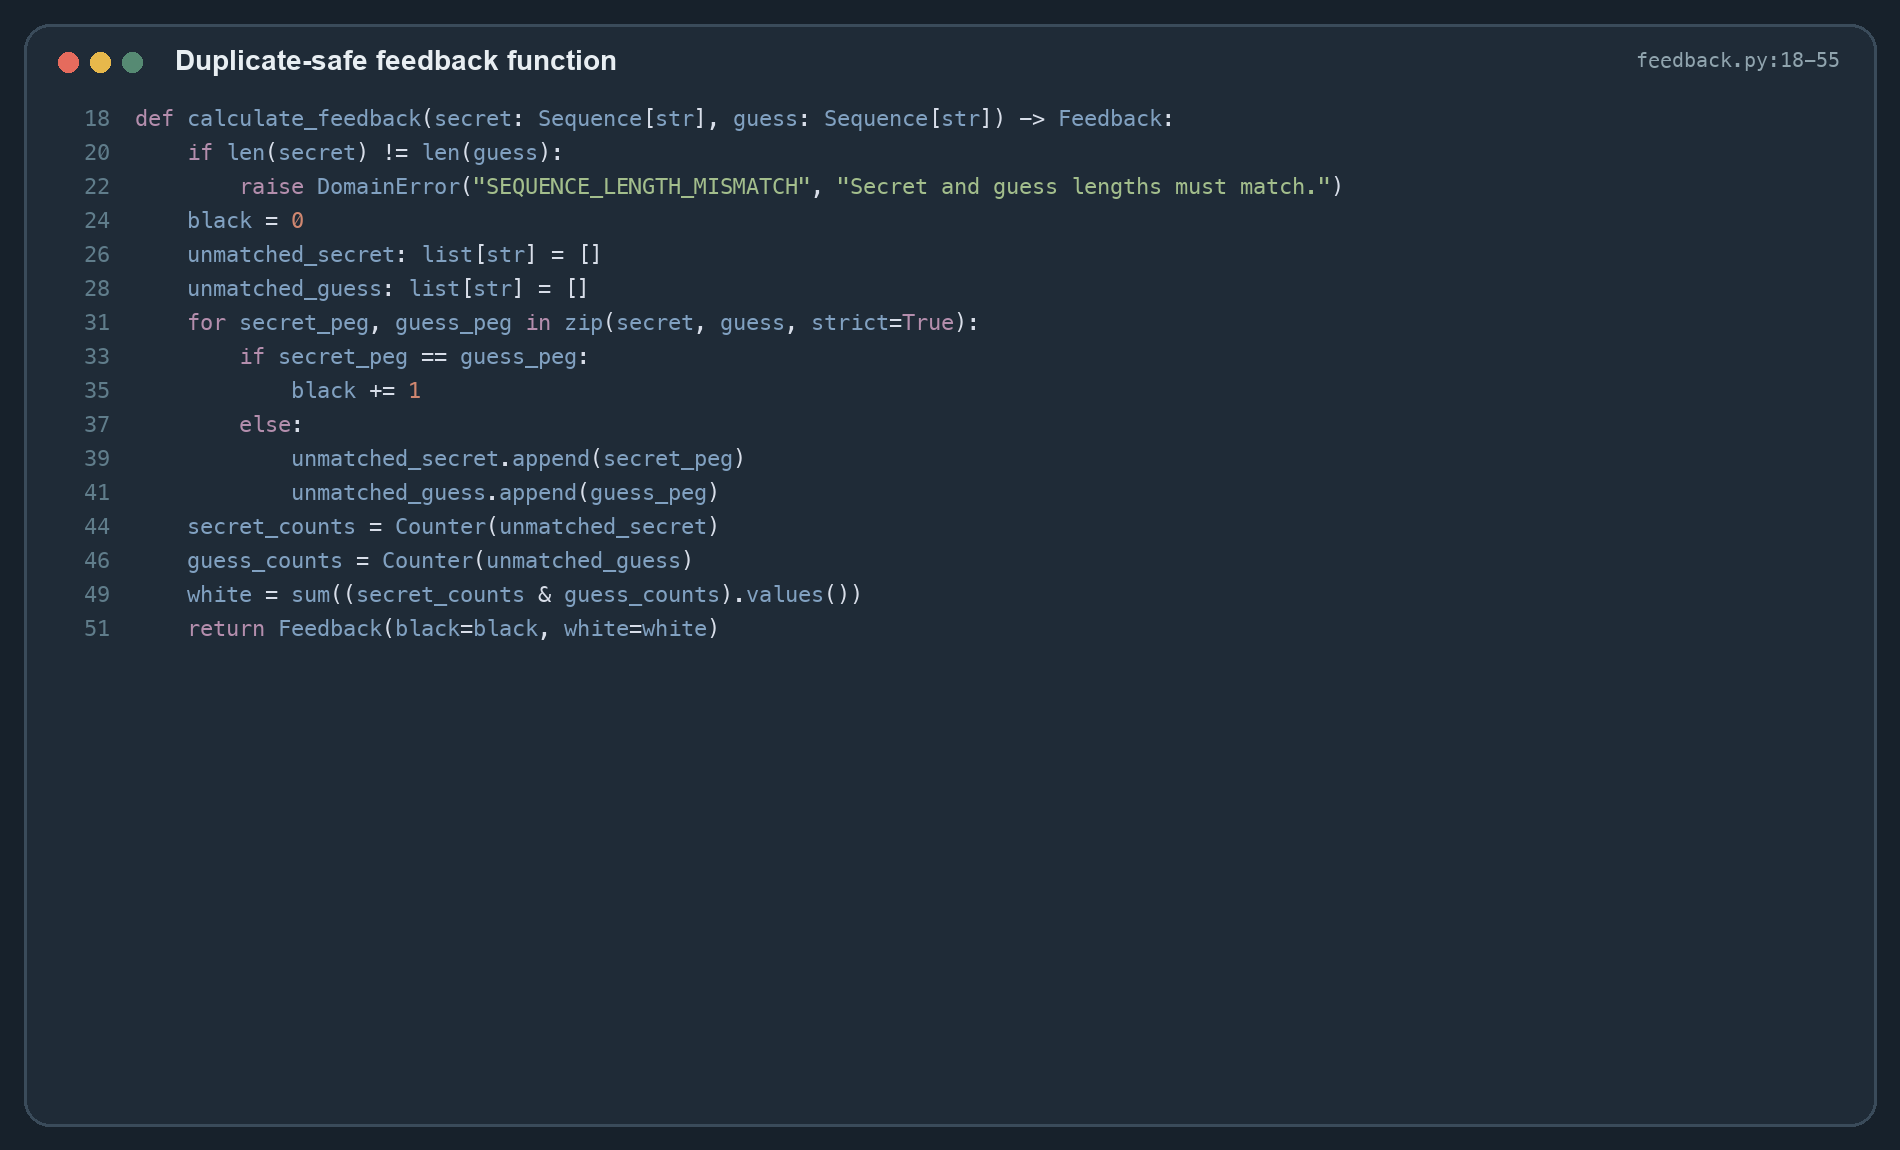 Duplicate-safe feedback function
feedback.py:18–55
18 def calculate_feedback(secret: Sequence[str], guess: Sequence[str]) -> Feedback:
20     if len(secret) != len(guess):
22         raise DomainError("SEQUENCE_LENGTH_MISMATCH", "Secret and guess lengths must match.")
24     black = 0
26     unmatched_secret: list[str] = []
28     unmatched_guess: list[str] = []
31     for secret_peg, guess_peg in zip(secret, guess, strict=True):
33         if secret_peg == guess_peg:
35             black += 1
37         else:
39             unmatched_secret.append(secret_peg)
41             unmatched_guess.append(guess_peg)
44     secret_counts = Counter(unmatched_secret)
46     guess_counts = Counter(unmatched_guess)
49     white = sum((secret_counts & guess_counts).values())
51     return Feedback(black=black, white=white)